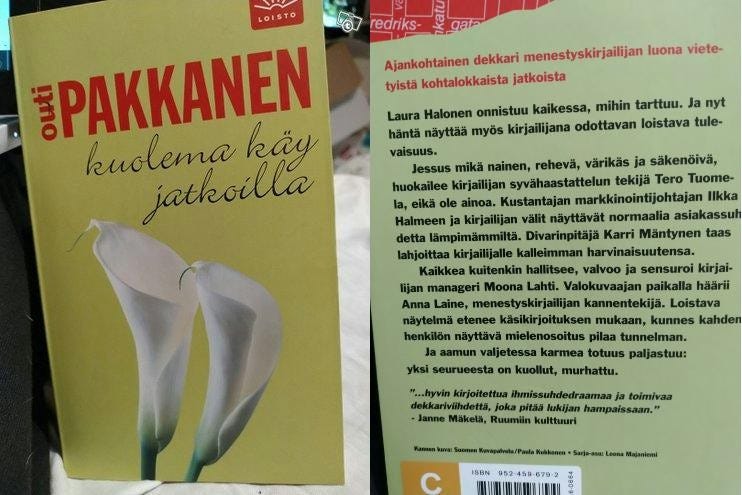 LOISTO
outi
PAKKANEN
kuolema käy
jatkoilla
redriks-
gata
katu
Ajankohtainen dekkari menestyskirjailijan luona viete-
tyistä kohtalokkaista jatkoista
Laura Halonen onnistuu kaikessa, mihin tarttuu. Ja nyt
häntä näyttää myös kirjailijana odottavan loistava tule-
vaisuus.
Jessus mikä nainen, rehevä, värikäs ja säkenöivä,
huokailee kirjailijan syvähaastattelun tekijä Tero Tuome-
la, eikä ole ainoa. Kustantajan markkinointijohtajan Ilkka
Halmeen ja kirjailijan välit näyttävät normaalia asiakassuh
detta lämpimämmiltä. Divarinpitäjä Karri Mäntynen taas
lahjoittaa kirjailijalle kalleimman harvinaisuutensa.
Kaikkea kuitenkin hallitsee, valvoo ja sensuroi kirjai-
lijan manageri Moona Lahti. Valokuvaajan paikalla häärii
Anna Laine, menestyskirjailijan kannentekijä. Loistava
näytelmä etenee käsikirjoituksen mukaan, kunnes kahden
henkilön näyttävä mielenosoitus pilaa tunnelman.
Ja aamun valjetessa karmea totuus paljastuu:
yksi seurueesta on kuollut, murhattu.
"...hyvin kirjoitettua ihmissuhdedraamaa ja toimivaa
dekkariviihdettä, joka pitää lukijan hampaissaan."
- Janne Mäkelä, Ruumiin kulttuuri
Kannen kuva: Suomen Kuvapalvelu/Paula Kukkonen • Sarja-asu: Leena Majaniemi
C
ISBN 952-459-679-2